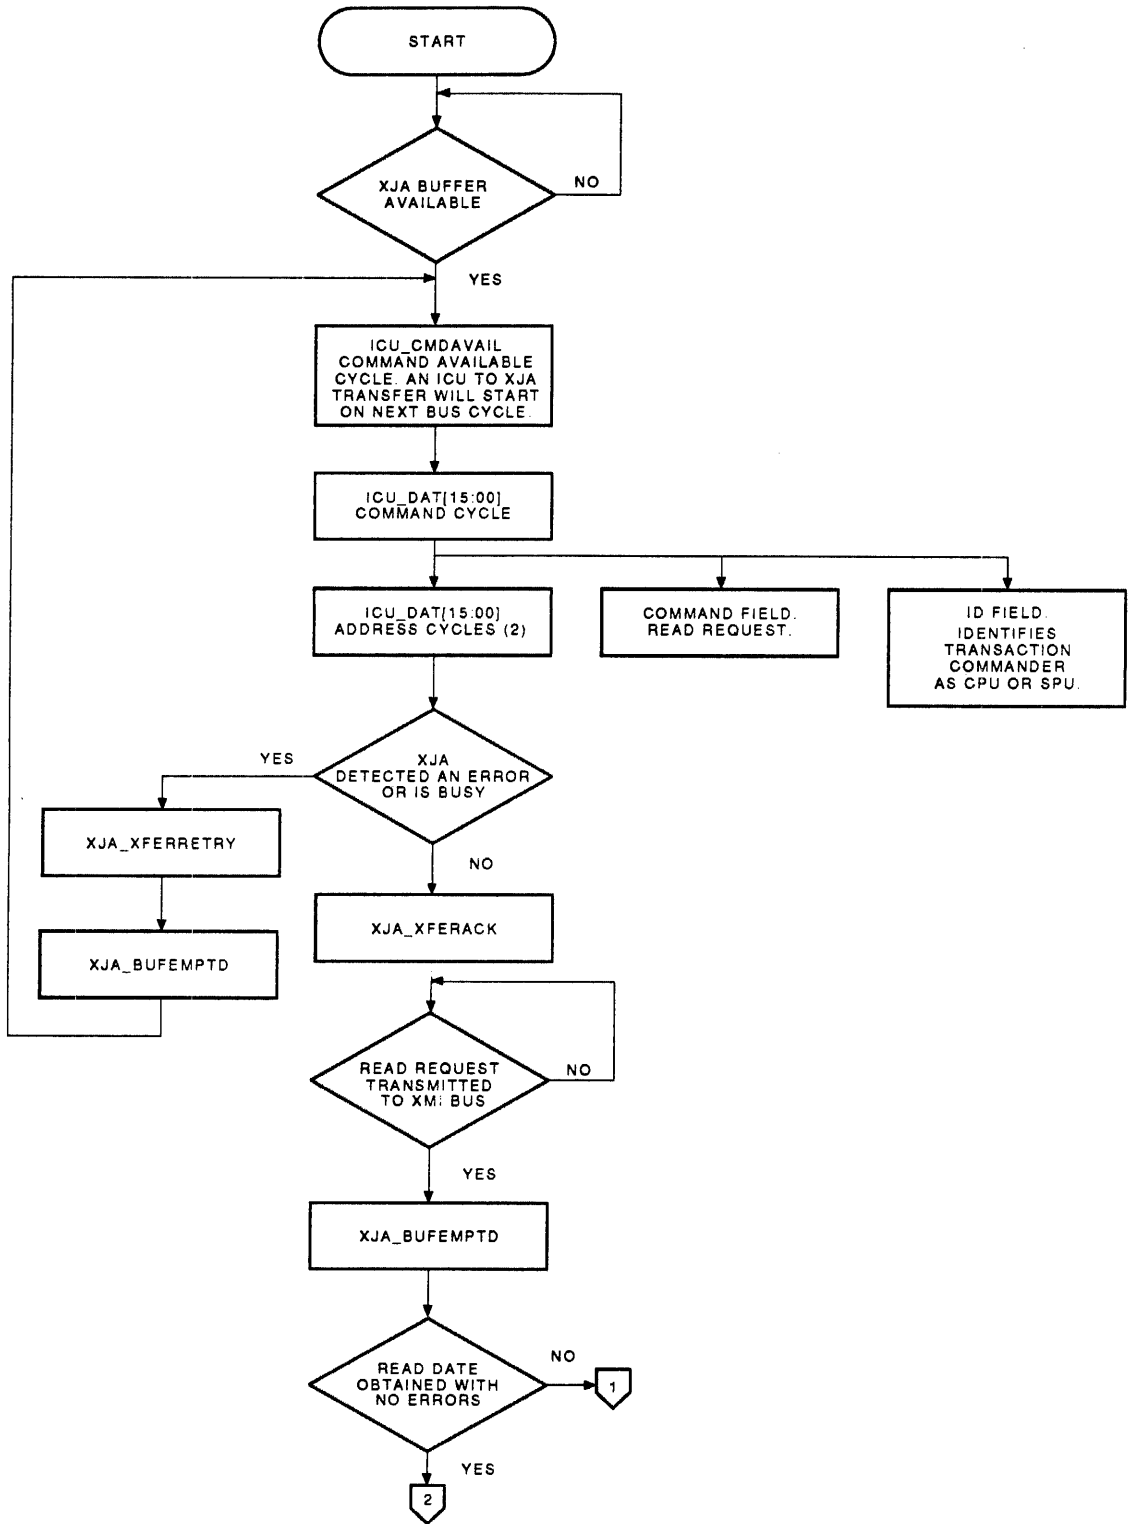 START
XJA BUFFER
AVAILABLE
NO
YES
ICU_CMDAVAIL
COMMAND AVAILABLE
CYCLE. AN ICU TO XJA
TRANSFER WILL START
ON NEXT BUS CYCLE.
ICU_DAT[15:00]
COMMAND CYCLE
ICU_DAT[15:00]
ADDRESS CYCLES (2)
COMMAND FIELD.
READ REQUEST.
ID FIELD.
IDENTIFIES
TRANSACTION
COMMANDER
AS CPU OR SPU.
XJA
DETECTED AN ERROR
OR IS BUSY
YES
NO
XJA_XFERRETRY
XJA_BUFEMPTD
XJA_XFERACK
READ REQUEST
TRANSMITTED
TO XMI BUS
NO
YES
XJA_BUFEMPTD
READ DATE
OBTAINED WITH
NO ERRORS
NO
1
YES
2